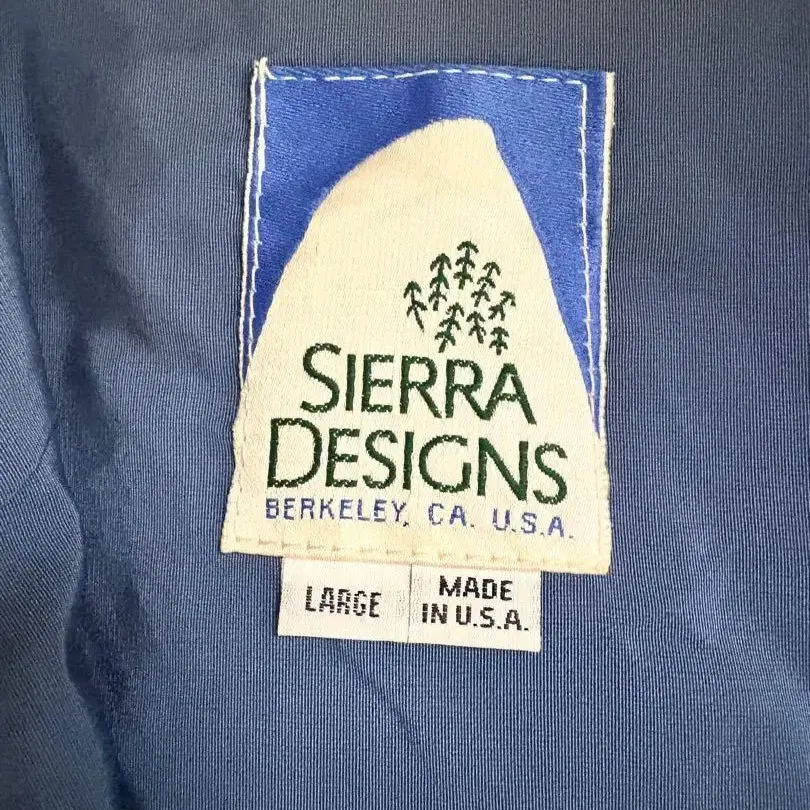 SIERRA
DESIGNS
BERKELEY, CA. U.S.A.
LARGE
MADE
IN U.S.A.